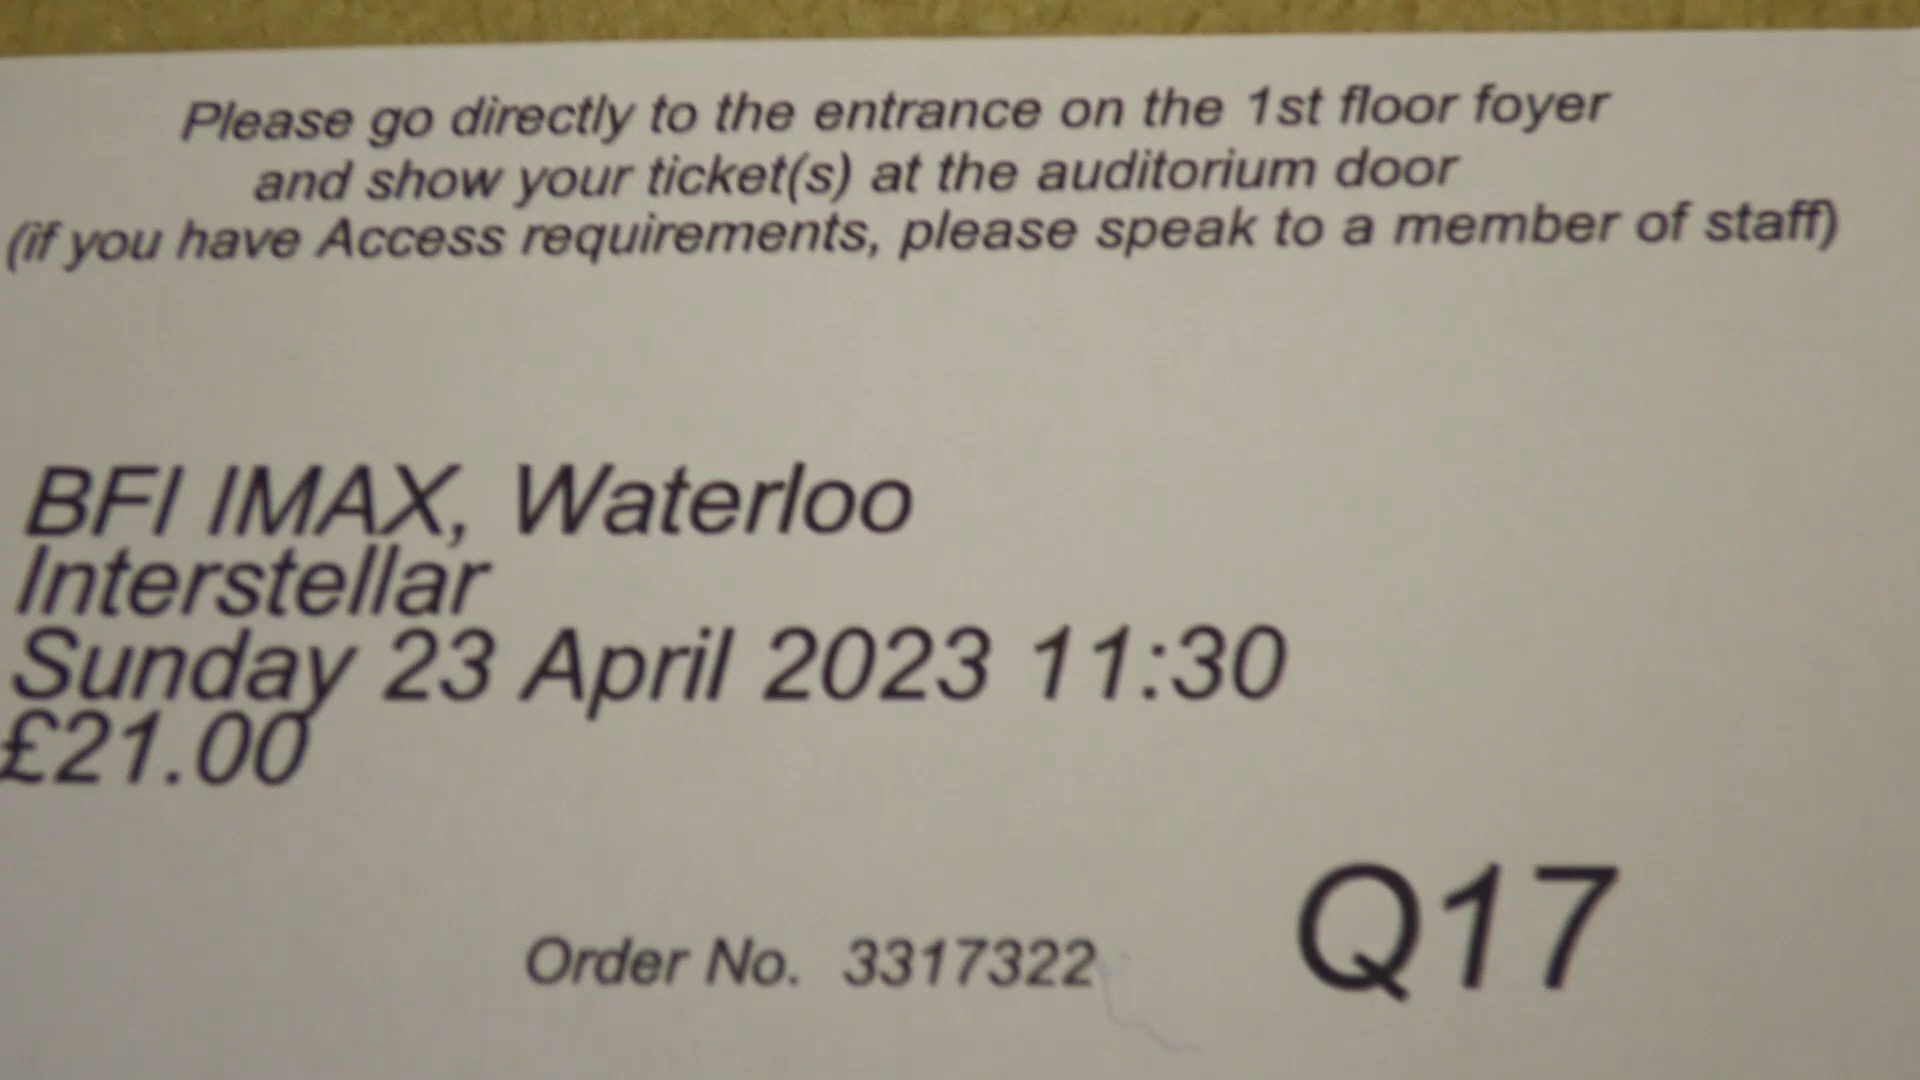 Please go directly to the entrance on the 1st floor foyer
and show your ticket(s) at the auditorium door
(if you have Access requirements, please speak to a member of staff)
BFI IMAX, Waterloo
Interstellar
Sunday 23 April 2023 11:30
£21.00
Order No. 3317322
Q17